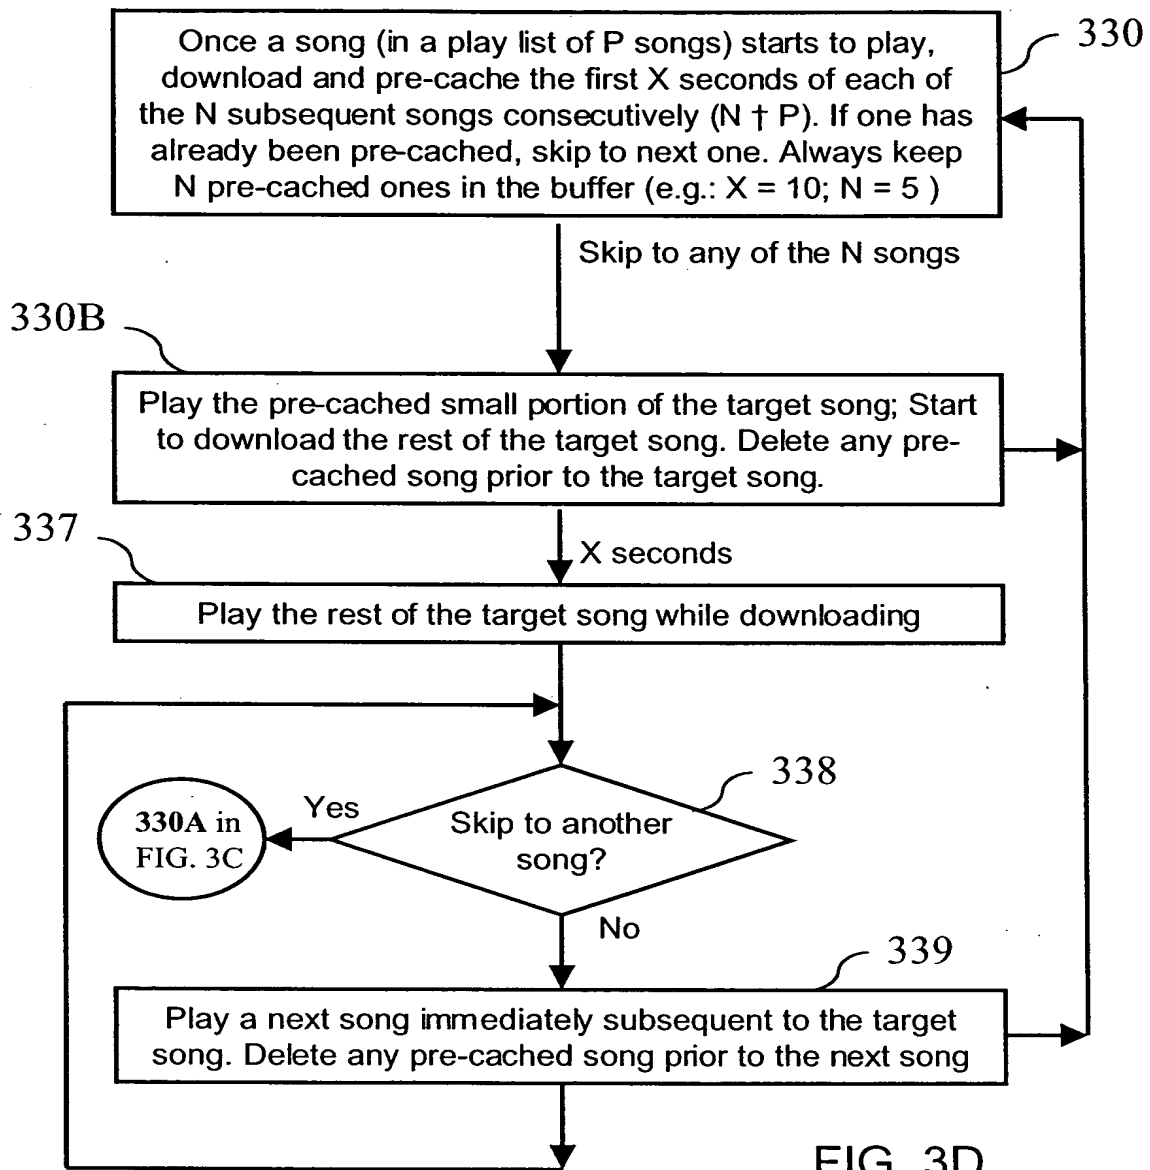 Once a song (in a play list of P songs) starts to play,
download and pre-cache the first X seconds of each of
the N subsequent songs consecutively (N † P). If one has
already been pre-cached, skip to next one. Always keep
N pre-cached ones in the buffer (e.g.: X = 10; N = 5 )
330
Skip to any of the N songs
330B
Play the pre-cached small portion of the target song; Start
to download the rest of the target song. Delete any pre-
cached song prior to the target song.
337
X seconds
Play the rest of the target song while downloading
338
Yes
330A in
FIG. 3C
Skip to another
song?
No
339
Play a next song immediately subsequent to the target
song. Delete any pre-cached song prior to the next song
FIG. 3D